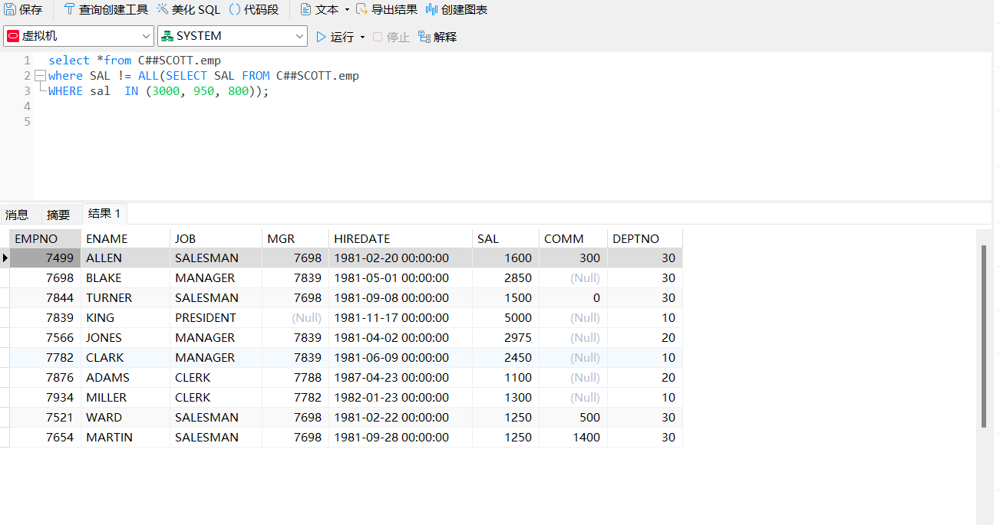 保存 查询创建工具 美化 SQL () 代码段 文本 导出结果 创建图表
虚拟机 SYSTEM 运行 停止 解释
1 select *from C##SCOTT.emp
2 where SAL != ALL(SELECT SAL FROM C##SCOTT.emp
3 WHERE sal  IN (3000, 950, 800));
4
5
消息 摘要 结果 1
EMPNO ENAME JOB MGR HIREDATE SAL COMM DEPTNO
7499 ALLEN SALESMAN 7698 1981-02-20 00:00:00 1600 300 30
7698 BLAKE MANAGER 7839 1981-05-01 00:00:00 2850 (Null) 30
7844 TURNER SALESMAN 7698 1981-09-08 00:00:00 1500 0 30
7839 KING PRESIDENT (Null) 1981-11-17 00:00:00 5000 (Null) 10
7566 JONES MANAGER 7839 1981-04-02 00:00:00 2975 (Null) 20
7782 CLARK MANAGER 7839 1981-06-09 00:00:00 2450 (Null) 10
7876 ADAMS CLERK 7788 1987-04-23 00:00:00 1100 (Null) 20
7934 MILLER CLERK 7782 1982-01-23 00:00:00 1300 (Null) 10
7521 WARD SALESMAN 7698 1981-02-22 00:00:00 1250 500 30
7654 MARTIN SALESMAN 7698 1981-09-28 00:00:00 1250 1400 30